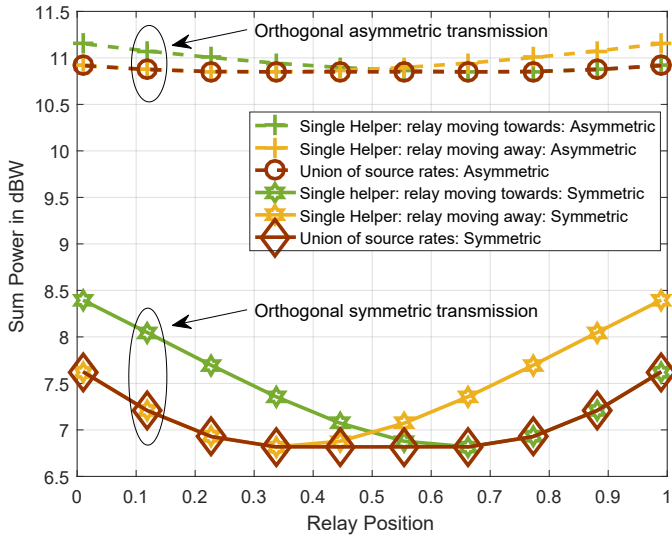 11.5
11
10.5
10
9.5
9
8.5
8
7.5
7
6.5
Sum Power in dBW
Orthogonal asymmetric transmission
Single Helper: relay moving towards: Asymmetric
Single Helper: relay moving away: Asymmetric
Union of source rates: Asymmetric
Single helper: relay moving towards: Symmetric
Single Helper: relay moving away: Symmetric
Union of source rates: Symmetric
Orthogonal symmetric transmission
0 0.1 0.2 0.3 0.4 0.5 0.6 0.7 0.8 0.9 1
Relay Position